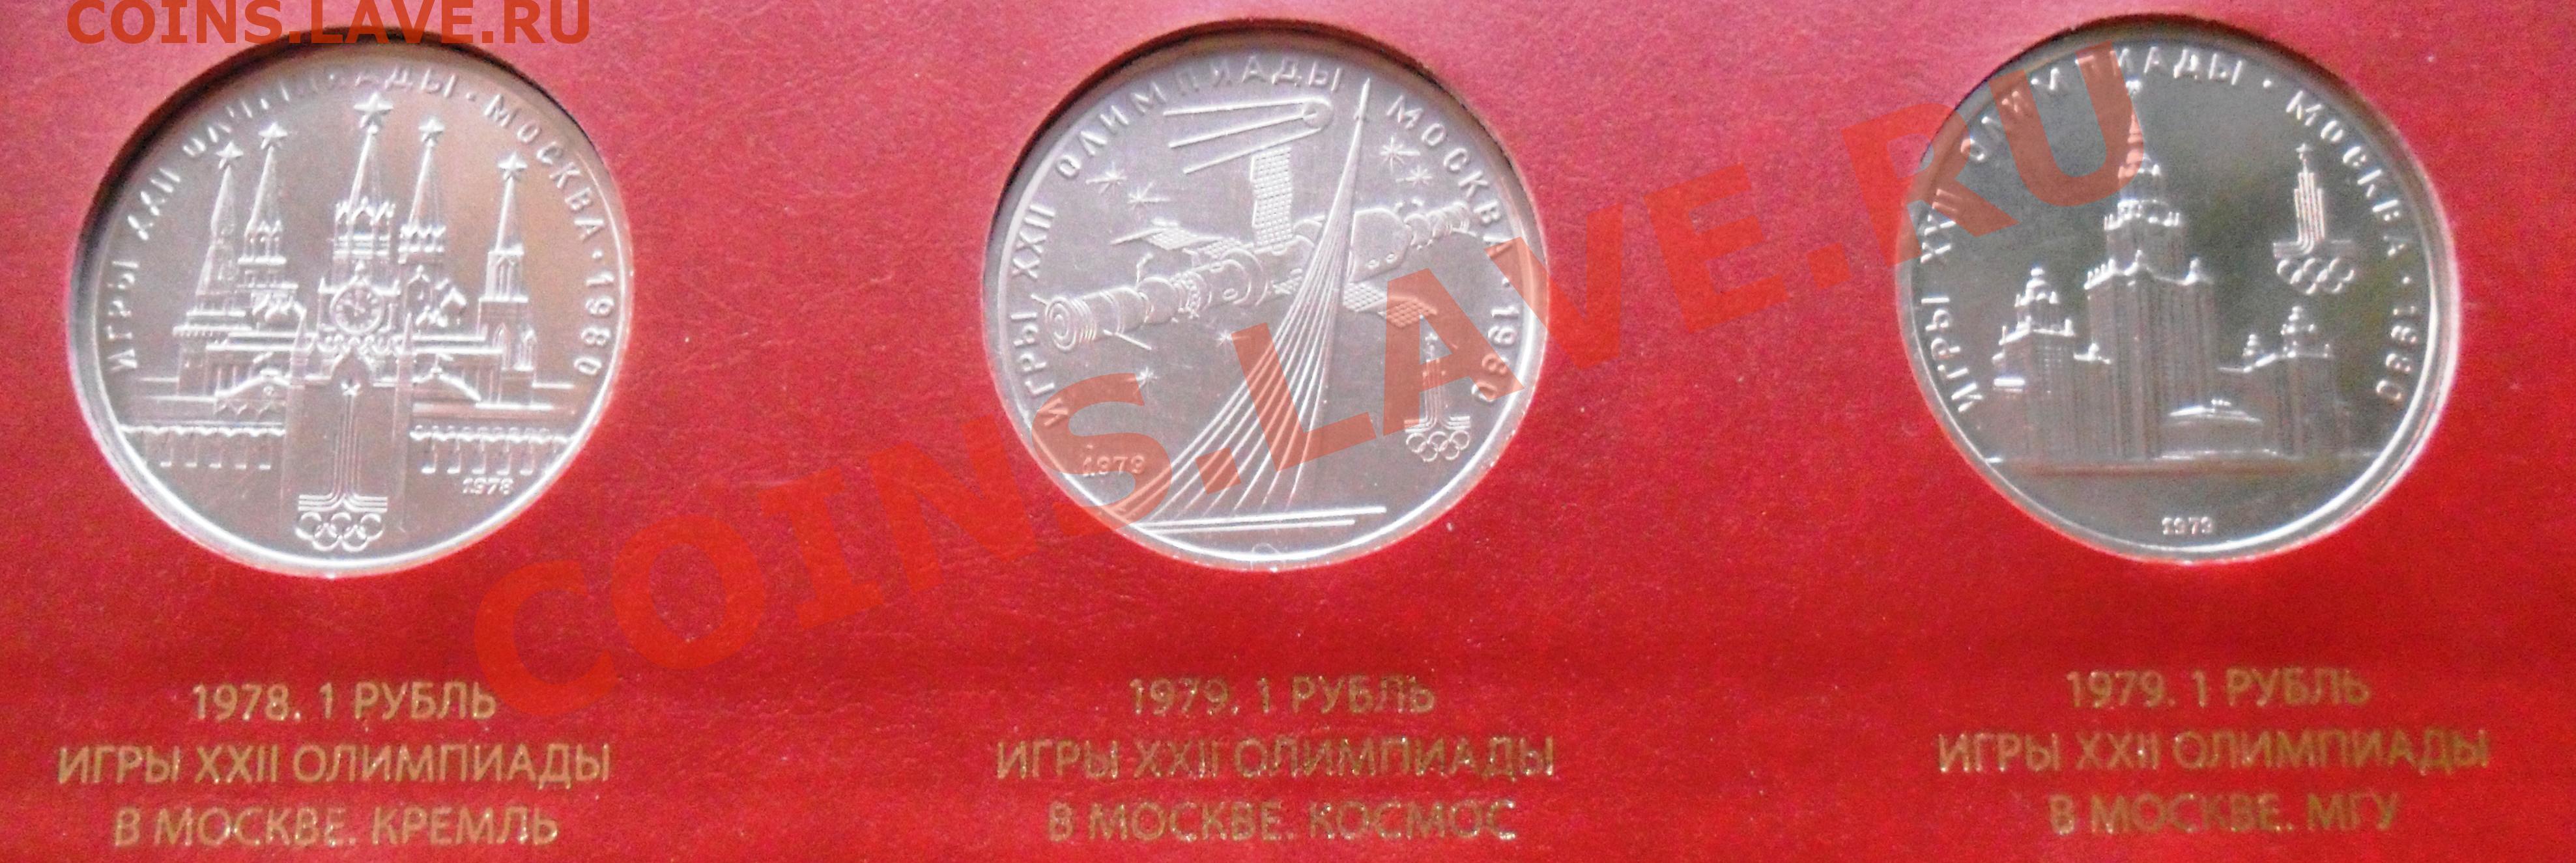 COINS.LAVE.RU
ИГРЫ XXII ОЛИМПИАДЫ · МОСКВА · 1980
1978
ИГРЫ XXII ОЛИМПИАДЫ МОСКВА · 1980
1979
ИГРЫ XXII ОЛИМПИАДЫ · МОСКВА · 1980
1979
COINS.LAVE.RU
1978. 1 РУБЛЬ
ИГРЫ XXII ОЛИМПИАДЫ
В МОСКВЕ. КРЕМЛЬ
1979. 1 РУБЛЬ
ИГРЫ XXII ОЛИМПИАДЫ
В МОСКВЕ. КОСМОС
1979. 1 РУБЛЬ
ИГРЫ XXII ОЛИМПИАДЫ
В МОСКВЕ. МГУ